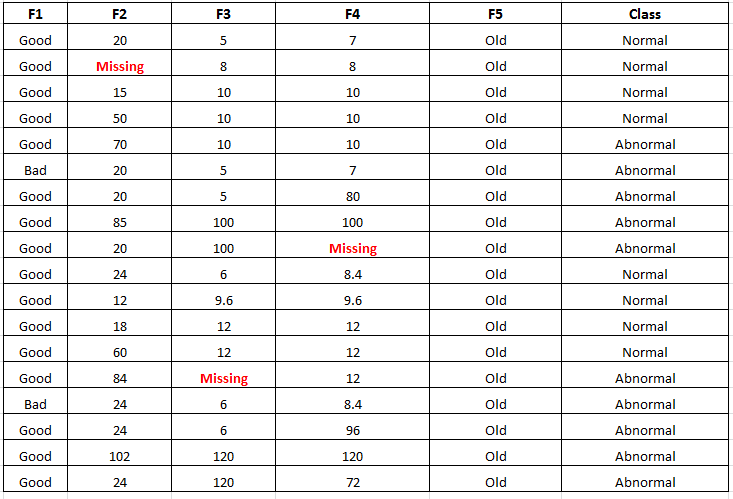 F1 F2 F3 F4 F5 Class
Good 20 5 7 Old Normal
Good Missing 8 8 Old Normal
Good 15 10 10 Old Normal
Good 50 10 10 Old Normal
Good 70 10 10 Old Abnormal
Bad 20 5 7 Old Abnormal
Good 20 5 80 Old Abnormal
Good 85 100 100 Old Abnormal
Good 20 100 Missing Old Abnormal
Good 24 6 8.4 Old Normal
Good 12 9.6 9.6 Old Normal
Good 18 12 12 Old Normal
Good 60 12 12 Old Normal
Good 84 Missing 12 Old Abnormal
Bad 24 6 8.4 Old Abnormal
Good 24 6 96 Old Abnormal
Good 102 120 120 Old Abnormal
Good 24 120 72 Old Abnormal